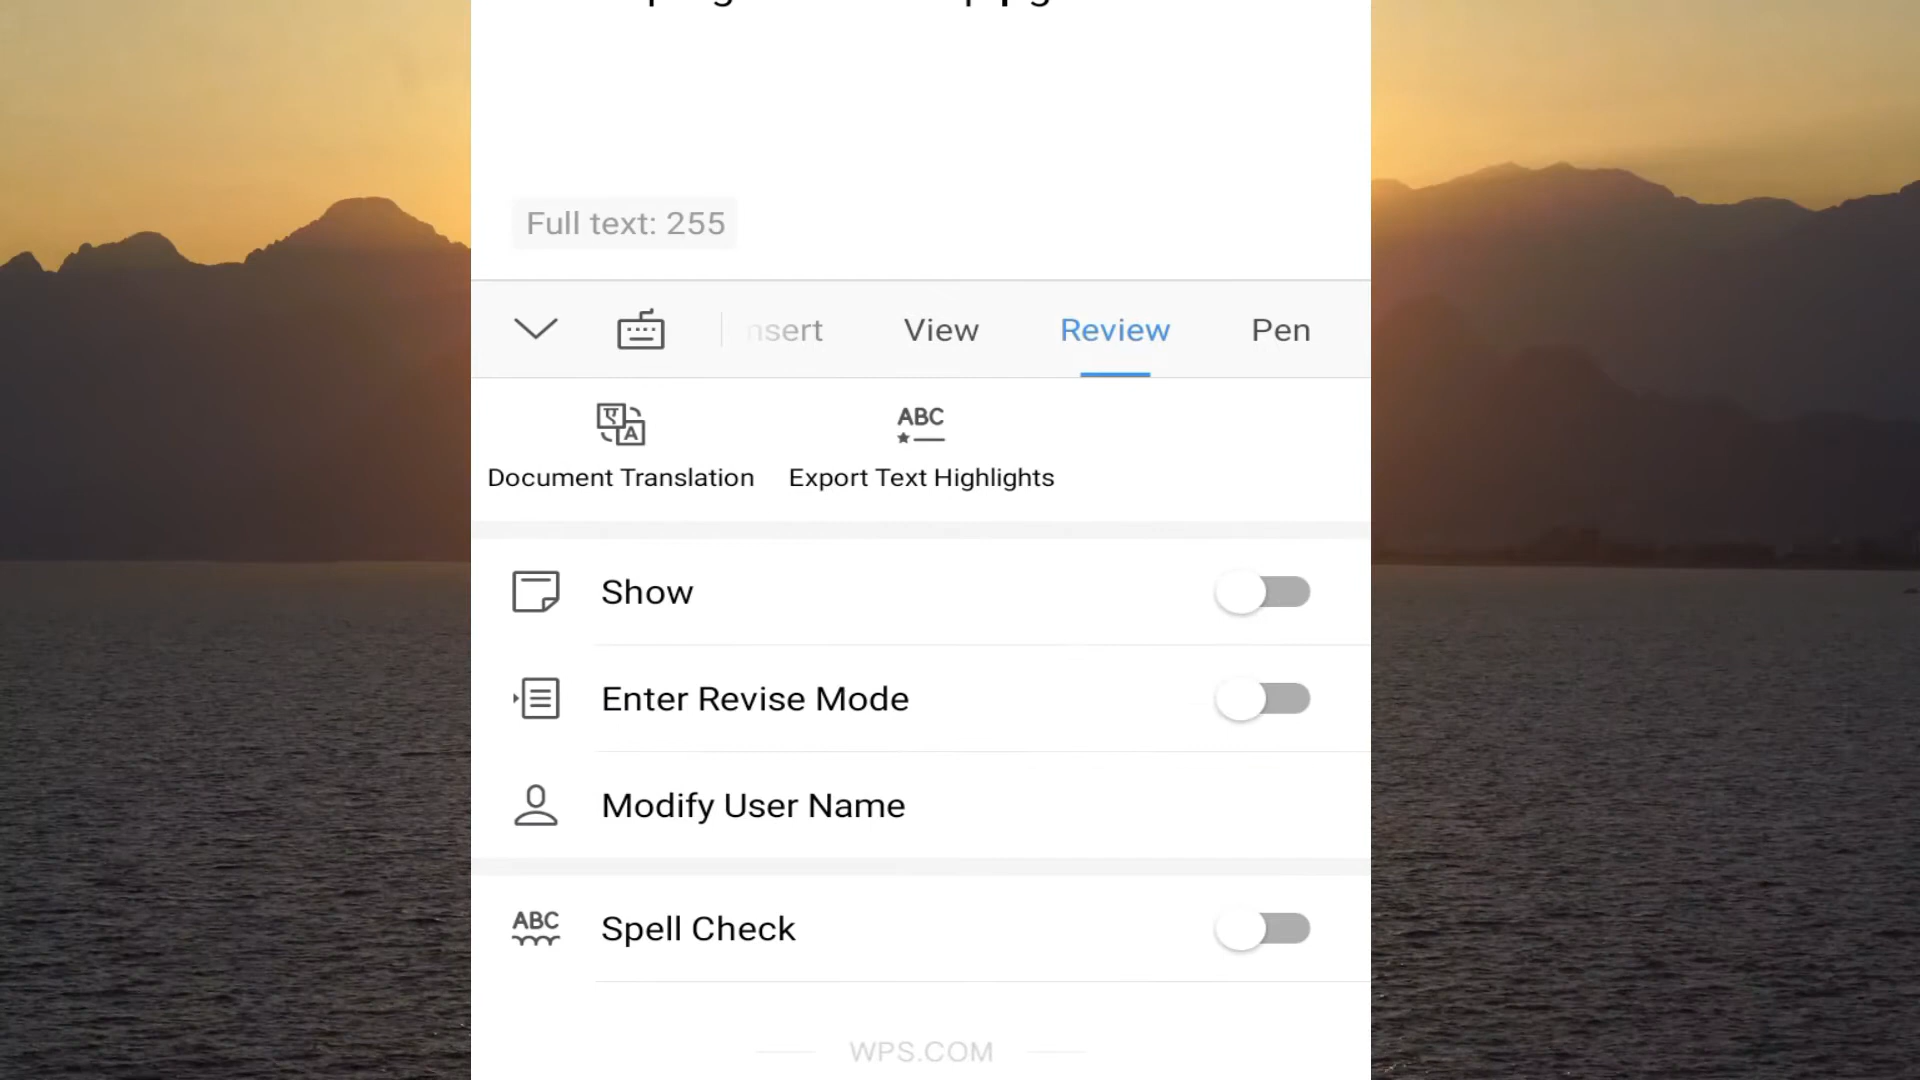 Full text: 255
nsert View Review Pen
Document Translation Export Text Highlights
Show
Enter Revise Mode
Modify User Name
ABC Spell Check
WPS.COM